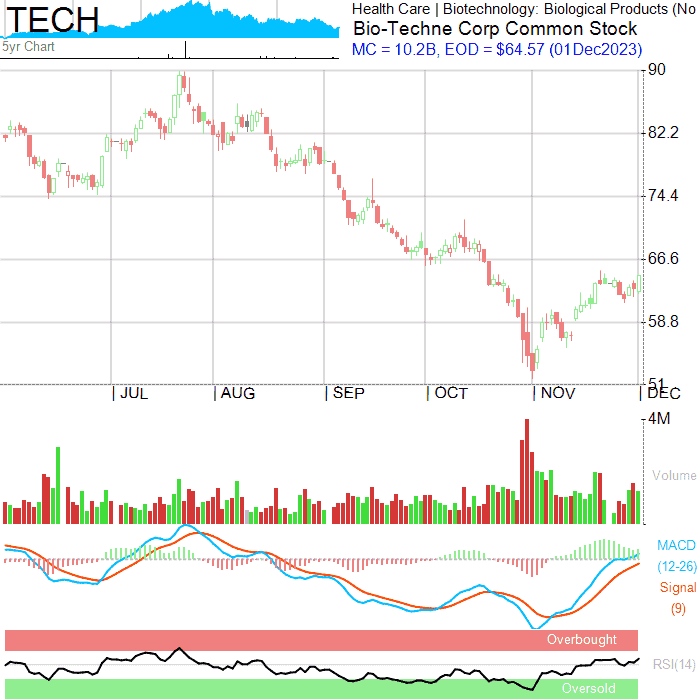 TECH
5yr Chart
Health Care | Biotechnology: Biological Products (No
Bio-Techne Corp Common Stock
MC = 10.2B, EOD = $64.57 (01Dec2023)
90
82.2
74.4
66.6
58.8
51
JUL AUG SEP OCT NOV DEC
4M
Volume
MACD
(12-26)
Signal
(9)
Overbought
RSI(14)
Oversold